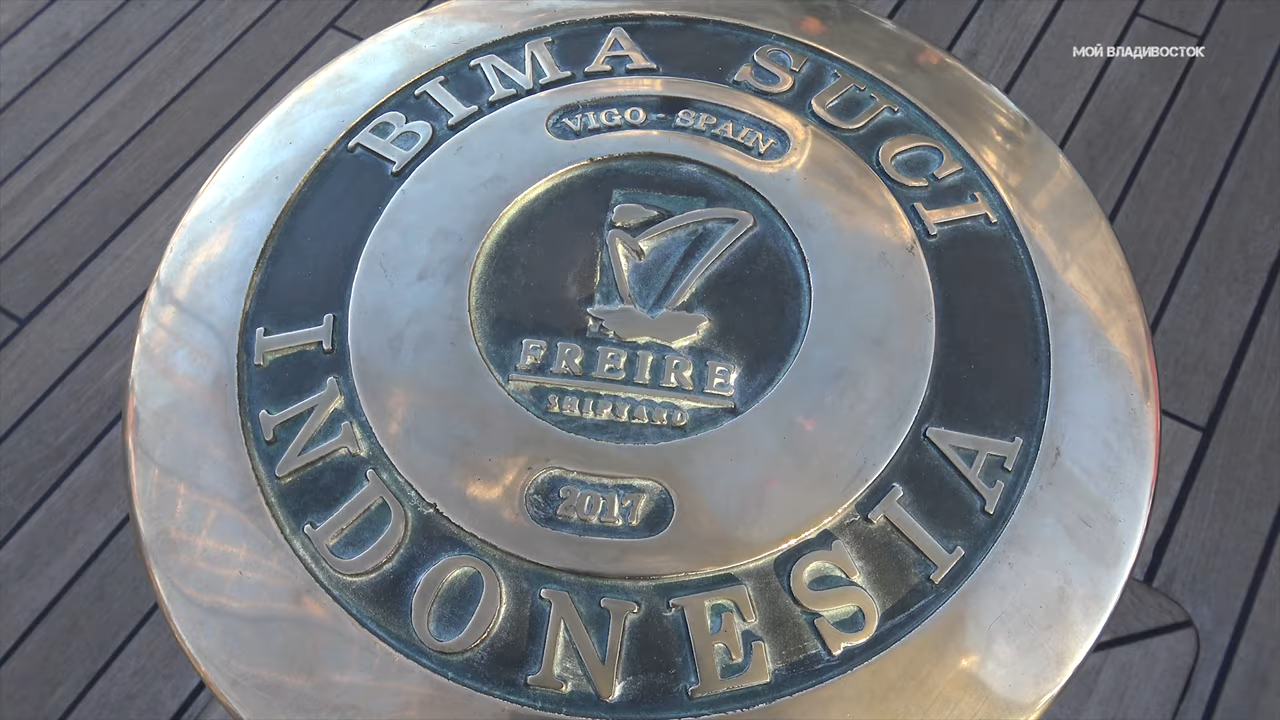 МОЙ ВЛАДИВОСТОК
BIMA SUCI
VIGO - SPAIN
FREIRE
SHIPYARD
2017
INDONESIA